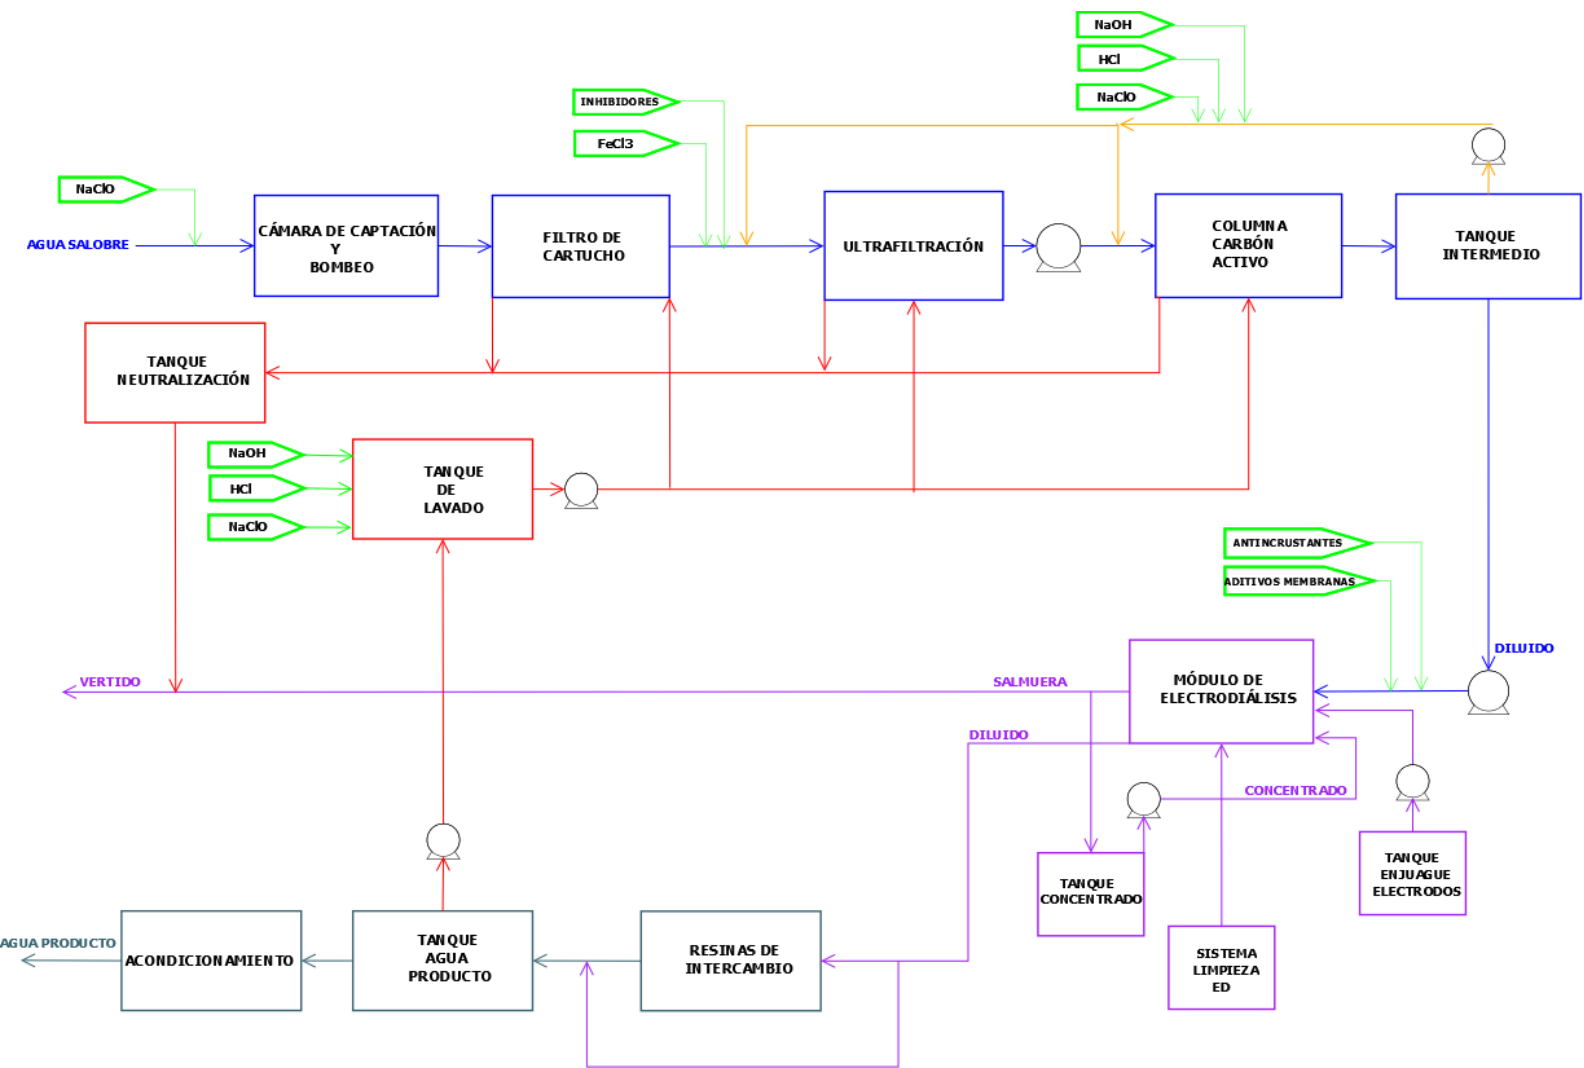 NaOH
HCl
NaClO
INHIBIDORES
FeCl3
NaClO
AGUA SALOBRE
CÁMARA DE CAPTACIÓN
Y
BOMBEO
FILTRO DE
CARTUCHO
ULTRAFILTRACIÓN
COLUMNA
CARBÓN
ACTIVO
TANQUE
INTERMEDIO
TANQUE
NEUTRALIZACIÓN
NaOH
HCl
NaClO
TANQUE
DE
LAVADO
ANTINCRUSTANTES
ADITIVOS MEMBRANAS
DILUIDO
VERTIDO
SALMUERA
MÓDULO DE
ELECTRODIÁLISIS
DILUIDO
CONCENTRADO
TANQUE
CONCENTRADO
TANQUE
ENJUAGUE
ELECTRODOS
SISTEMA
LIMPIEZA
ED
AGUA PRODUCTO
ACONDICIONAMIENTO
TANQUE
AGUA
PRODUCTO
RESINAS DE
INTERCAMBIO